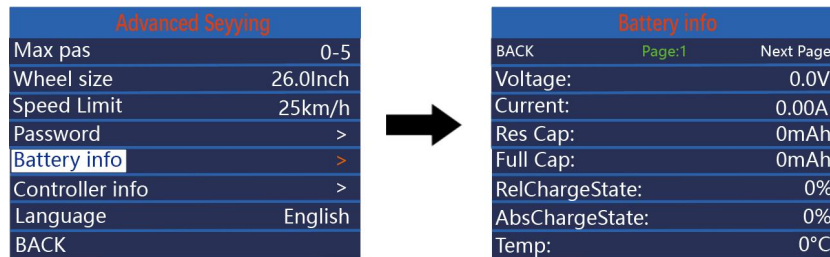 Advanced Seyying
Max pas 0-5
Wheel size 26.0Inch
Speed Limit 25km/h
Password >
Battery info >
Controller info >
Language English
BACK
Battery info
BACK Page:1 Next Page
Voltage: 0.0V
Current: 0.00A
Res Cap: 0mAh
Full Cap: 0mAh
RelChargeState: 0%
AbsChargeState: 0%
Temp: 0°C